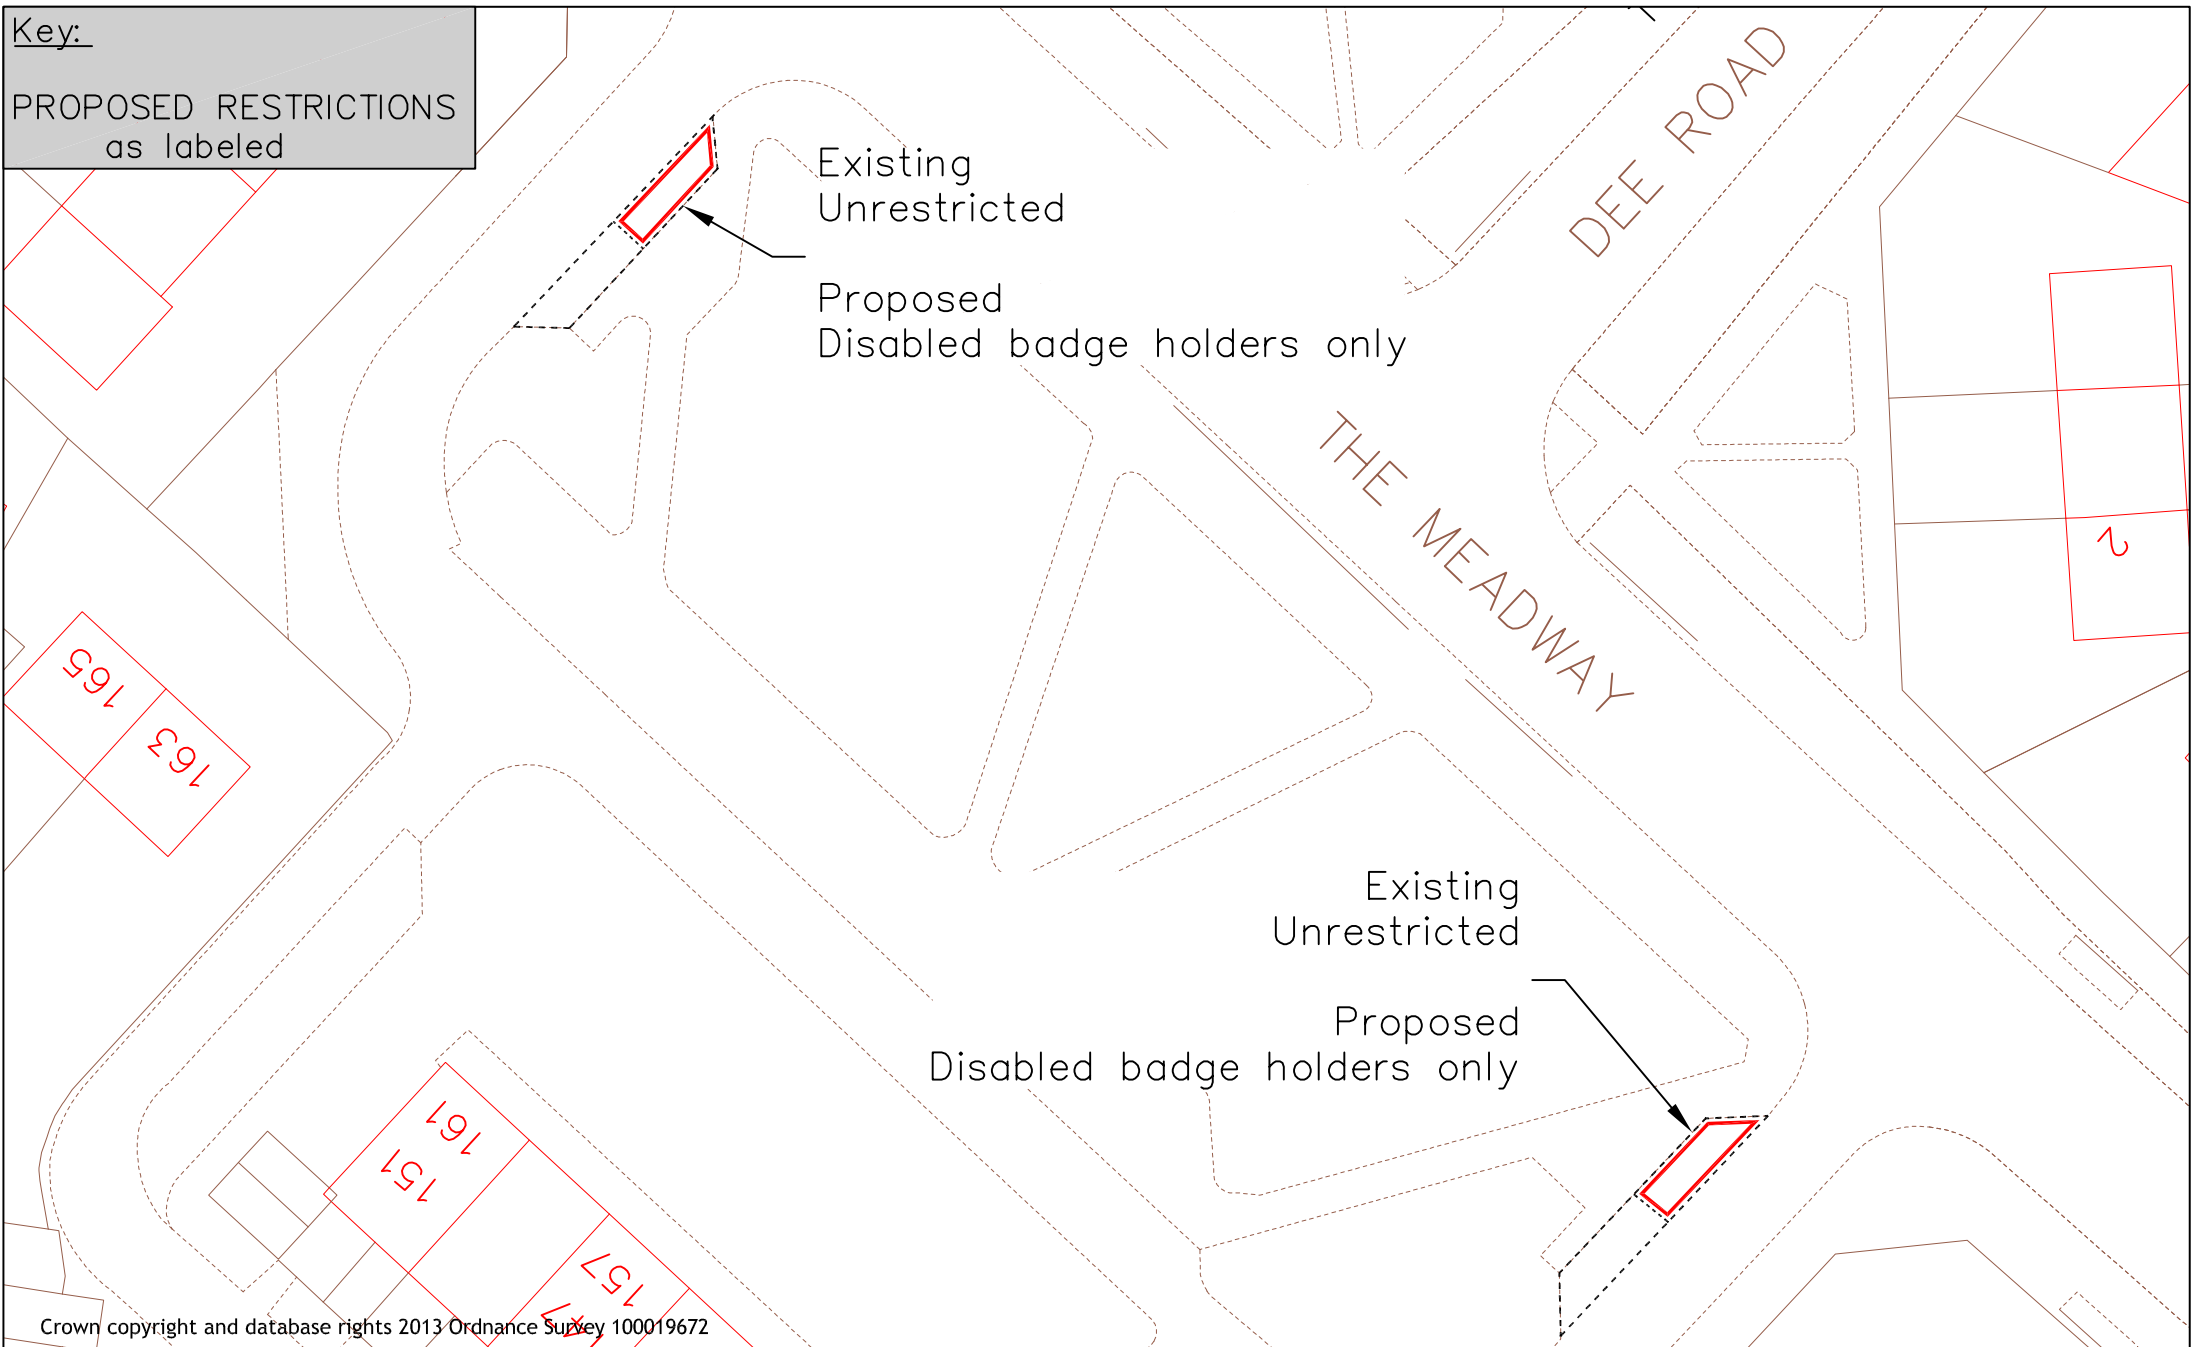 Key:
PROPOSED RESTRICTIONS
as labeled
DEE ROAD
Existing
Unrestricted
Proposed
Disabled badge holders only
THE MEADWAY
2
165
163
Existing
Unrestricted
Proposed
Disabled badge holders only
161
151
157
147
Crown copyright and database rights 2013 Ordnance Survey 100019672